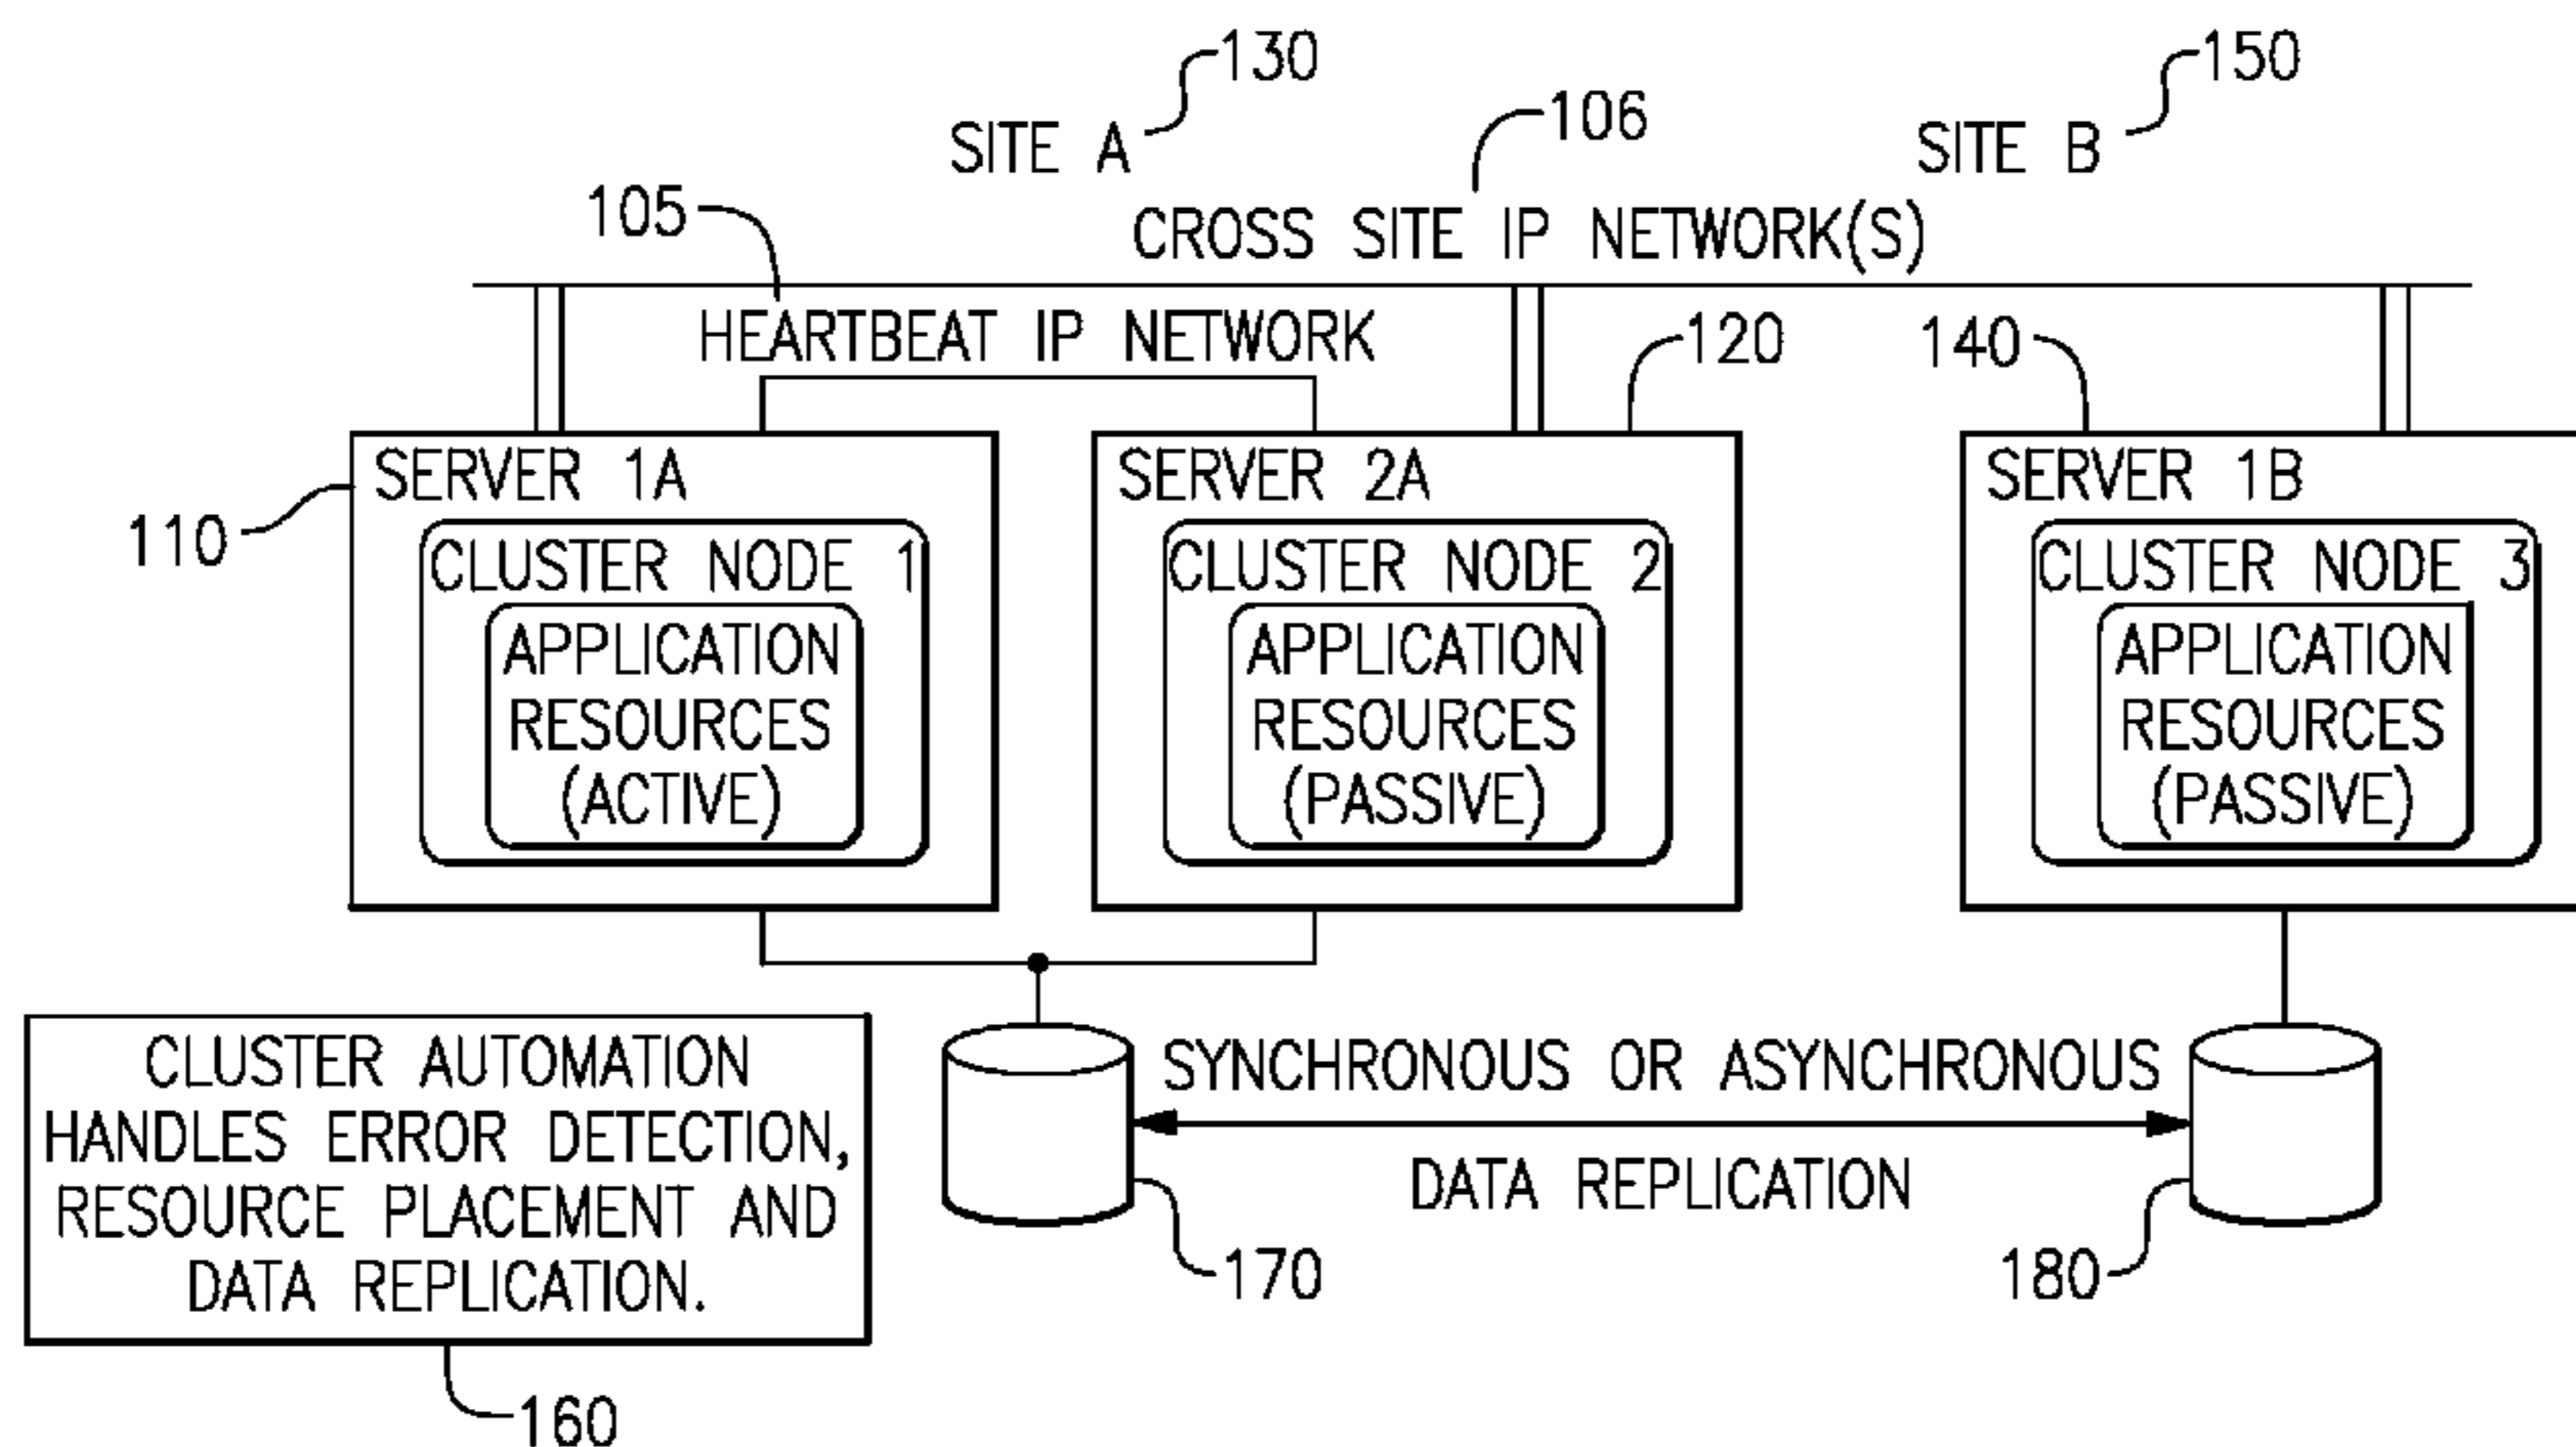 130
150
SITE A
106
SITE B
105
CROSS SITE IP NETWORK(S)
HEARTBEAT IP NETWORK
120
140
SERVER 1A
110
CLUSTER NODE 1
APPLICATION
RESOURCES
(ACTIVE)
SERVER 2A
CLUSTER NODE 2
APPLICATION
RESOURCES
(PASSIVE)
SERVER 1B
CLUSTER NODE 3
APPLICATION
RESOURCES
(PASSIVE)
CLUSTER AUTOMATION
HANDLES ERROR DETECTION,
RESOURCE PLACEMENT AND
DATA REPLICATION.
160
SYNCHRONOUS OR ASYNCHRONOUS
DATA REPLICATION
170
180